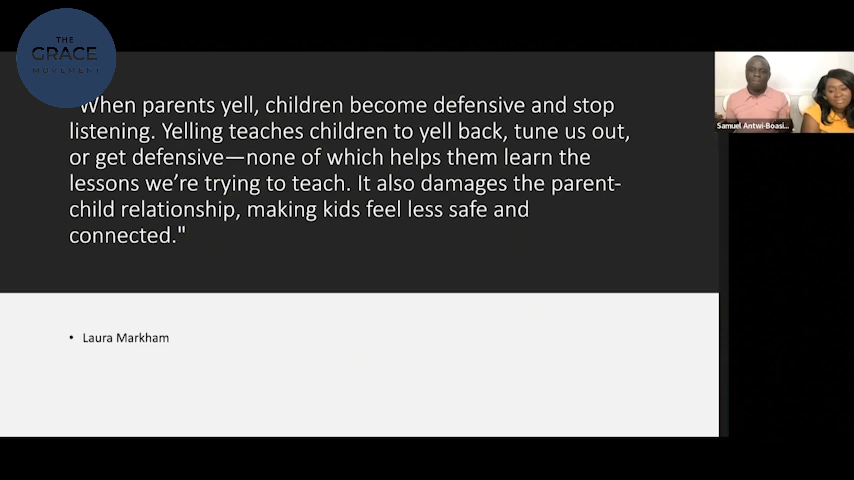 THE
GRACE
MOVEMENT
"When parents yell, children become defensive and stop
listening. Yelling teaches children to yell back, tune us out,
or get defensive—none of which helps them learn the
lessons we're trying to teach. It also damages the parent-
child relationship, making kids feel less safe and
connected."
• Laura Markham
Samuel Antwi-Boasi...